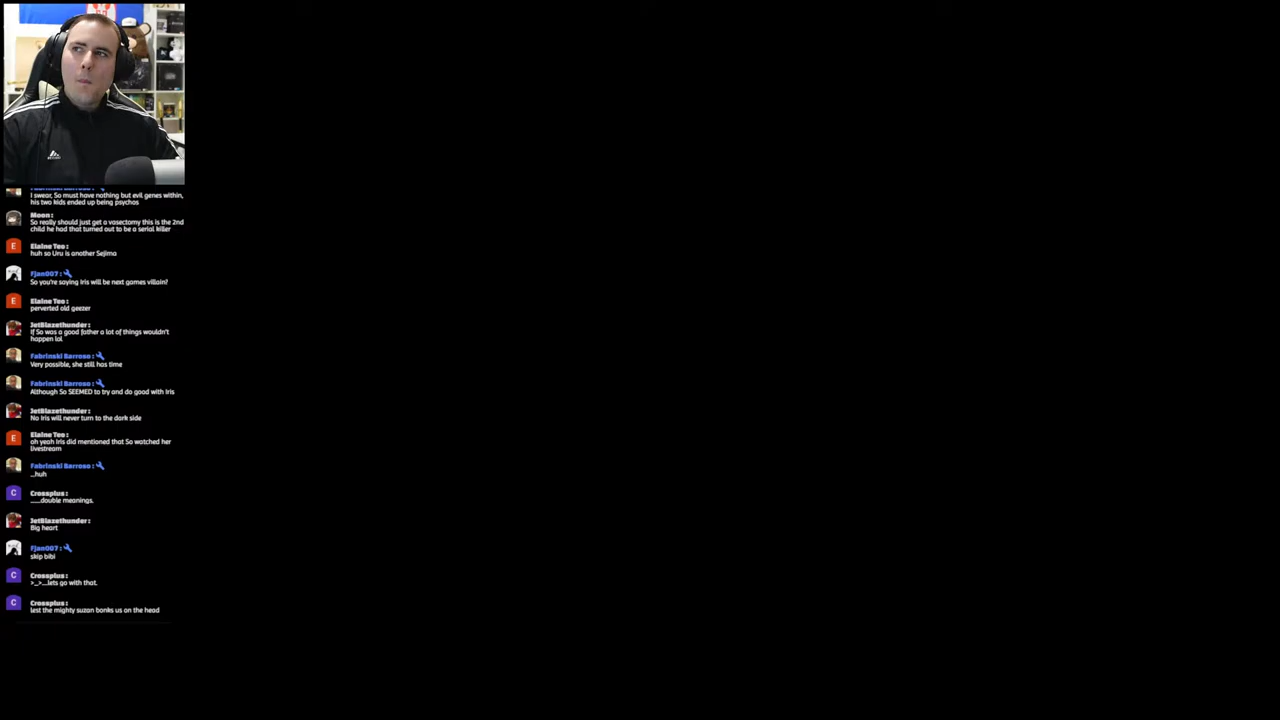 I swear, So must have nothing but evil genes within,
his two kids ended up being psychos
Moon:
So really should just get a vasectomy this is the 2nd
child he had that turned out to be a serial killer
E
Elaine Teo:
huh so Uru is another Sejima
Fjan007:
So you're saying Iris will be next games villain?
E
Elaine Teo:
perverted old geezer
JetBlazethunder:
If So was a good father a lot of things wouldn't
happen lol
Fabrinski Barroso:
Very possible, she still has time
Fabrinski Barroso:
Although So SEEMED to try and do good with Iris
JetBlazethunder:
No Iris will never turn to the dark side
E
Elaine Teo:
oh yeah Iris did mentioned that So watched her
livestream
Fabrinski Barroso:
...huh
C
Crossplus:
......double meanings.
JetBlazethunder:
Big heart
Fjan007:
skip bibi
C
Crossplus:
>_>...lets go with that.
C
Crossplus:
lest the mighty suzan bonks us on the head